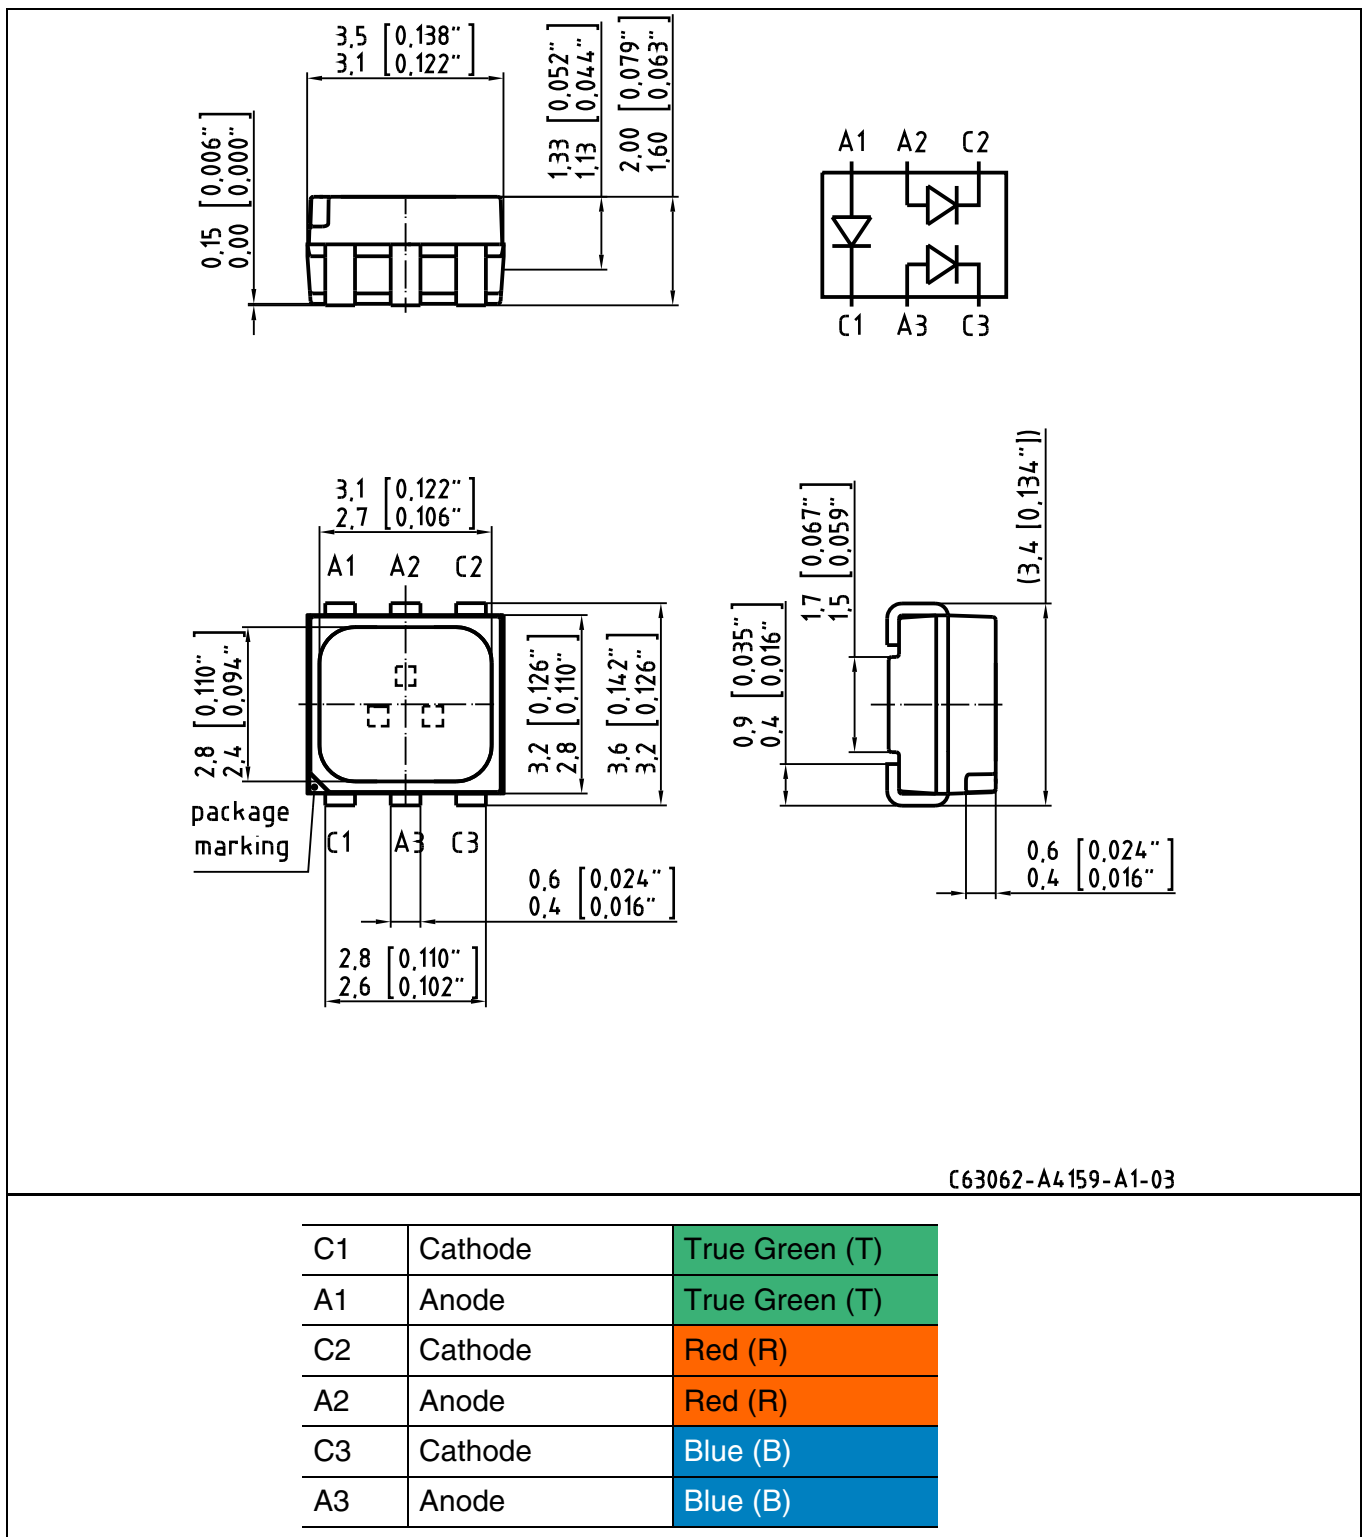 3,5 [0,138"]
3,1 [0,122"]
0,15 [0,006"]
0,00 [0,000"]
1,33 [0,052"]
1,13 [0,044"]
2,00 [0,079"]
1,60 [0,063"]
A1 A2 C2
C1 A3 C3
3,1 [0,122"]
2,7 [0,106"]
A1 A2 C2
2,8 [0,110"]
2,4 [0,094"]
3,2 [0,126"]
2,8 [0,110"]
3,6 [0,142"]
3,2 [0,126"]
package
marking
C1 A3 C3
0,6 [0,024"]
0,4 [0,016"]
2,8 [0,110"]
2,6 [0,102"]
1,7 [0,067"]
1,5 [0,059"]
0,9 [0,035"]
0,4 [0,016"]
(3,4 [0,134"])
0,6 [0,024"]
0,4 [0,016"]
C63062-A4159-A1-03
C1 Cathode True Green (T)
A1 Anode True Green (T)
C2 Cathode Red (R)
A2 Anode Red (R)
C3 Cathode Blue (B)
A3 Anode Blue (B)